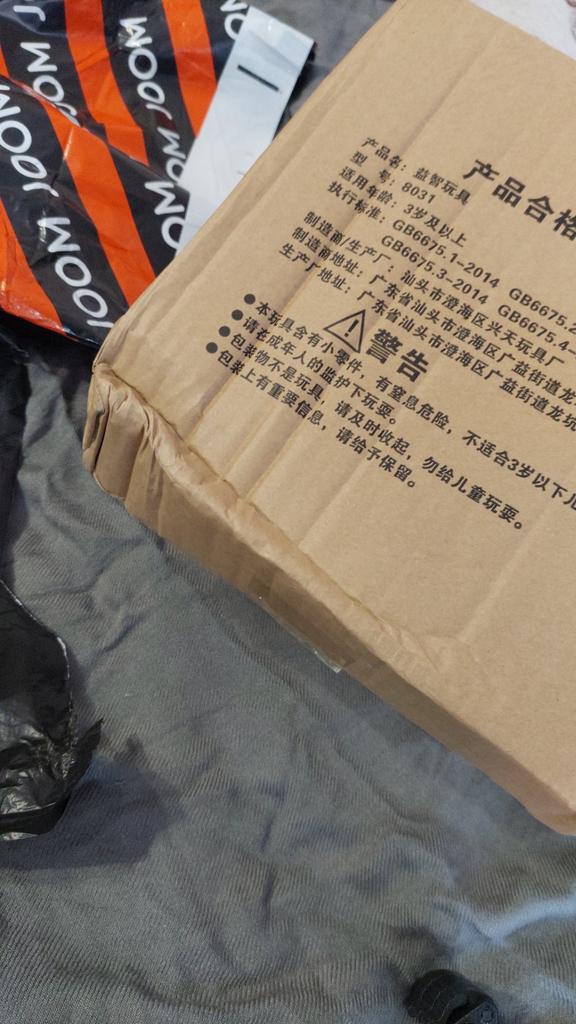 JOOM JOOM
JOOM JOOM
JOOM
产品合格
产品名：益智玩具
型 号：8031
适用年龄：3岁及以上
执行标准：GB6675.1-2014 GB6675.2
GB6675.3-2014 GB6675.4-
制造商/生产厂：汕头市澄海区兴天玩具厂
制造商地址：广东省汕头市澄海区广益街道龙
生产厂地址：广东省汕头市澄海区广益街道龙坑
警告
●本玩具含有小零件，有窒息危险，不适合3岁以下儿
●请在成年人的监护下玩耍。
●包装物不是玩具，请及时收起，勿给儿童玩耍。
●包装上有重要信息，请给予保留。